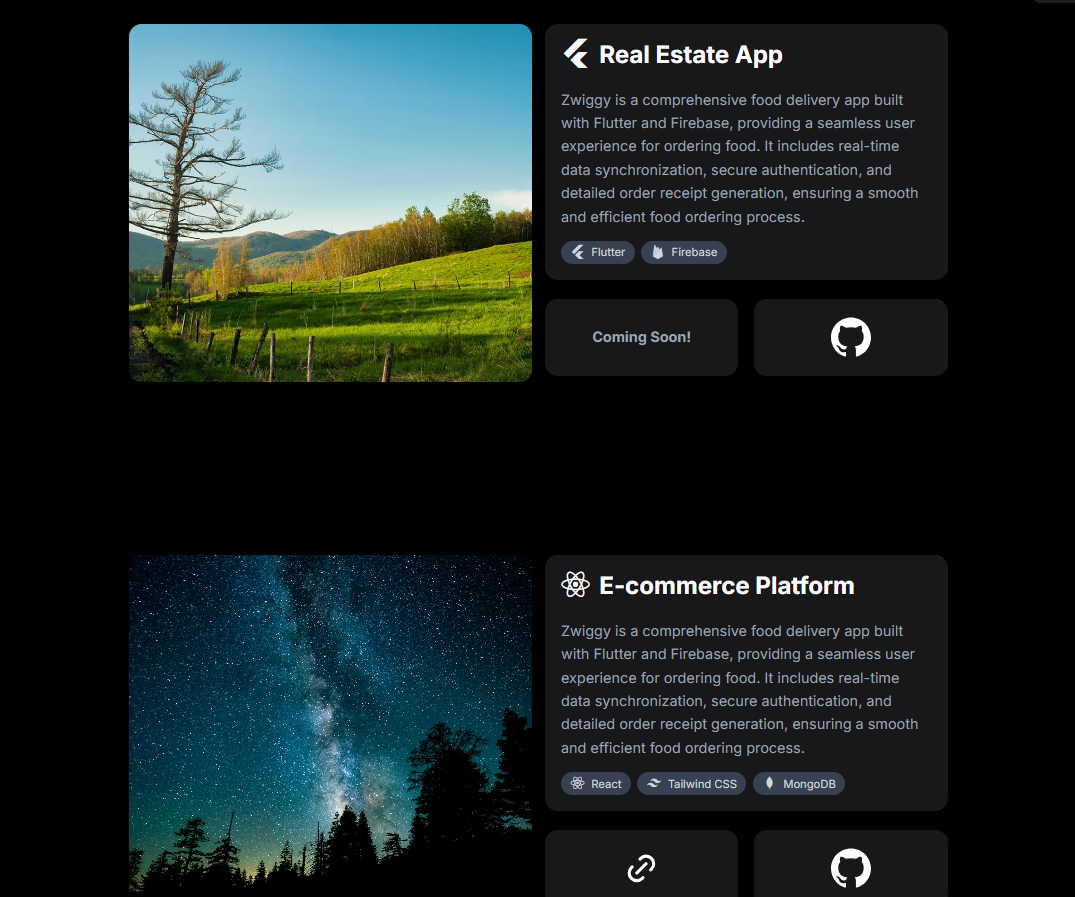 Real Estate App
Zwiggy is a comprehensive food delivery app built
with Flutter and Firebase, providing a seamless user
experience for ordering food. It includes real-time
data synchronization, secure authentication, and
detailed order receipt generation, ensuring a smooth
and efficient food ordering process.
Flutter Firebase
Coming Soon!
E-commerce Platform
Zwiggy is a comprehensive food delivery app built
with Flutter and Firebase, providing a seamless user
experience for ordering food. It includes real-time
data synchronization, secure authentication, and
detailed order receipt generation, ensuring a smooth
and efficient food ordering process.
React Tailwind CSS MongoDB